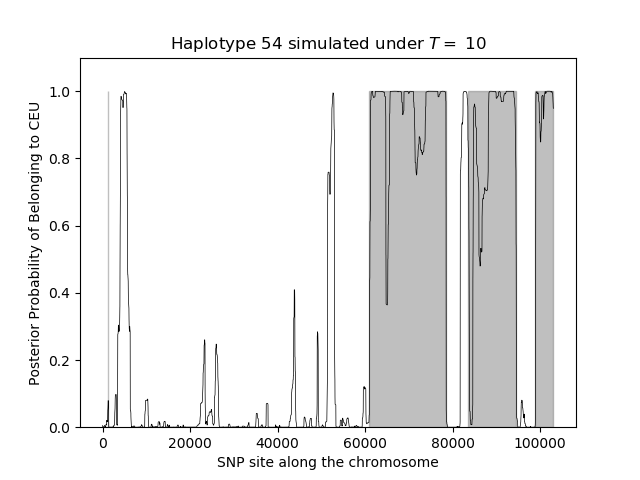 Haplotype 54 simulated under T = 10
Posterior Probability of Belonging to CEU
1.0
0.8
0.6
0.4
0.2
0.0
0 20000 40000 60000 80000 100000
SNP site along the chromosome